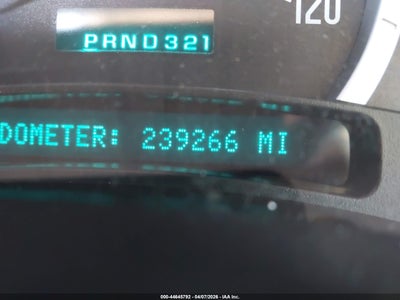 120
PRND321
DOMETER: 239266 MI
000-44645792 - 04/07/2026 - IAA Inc.